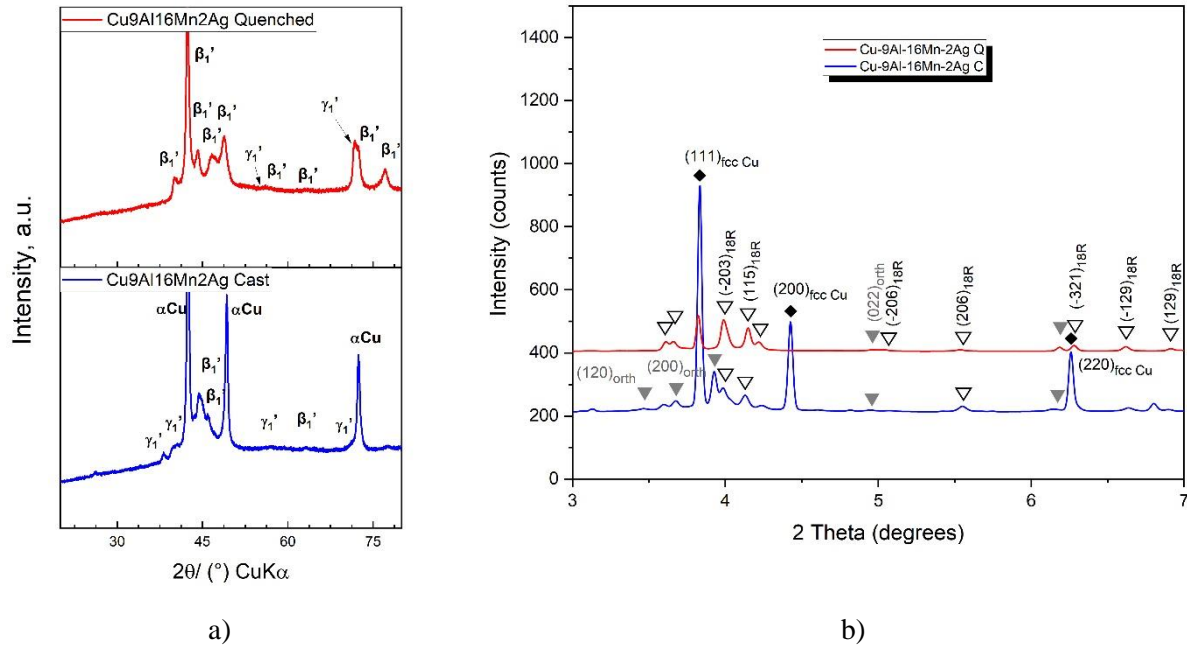 Cu9Al16Mn2Ag Quenched
β₁'
β₁'
β₁'
β₁'
β₁'
γ₁'
β₁'
β₁'
γ₁'
β₁'
β₁'
Cu9Al16Mn2Ag Cast
αCu
αCu
αCu
β₁'
β₁'
γ₁'
γ₁'
γ₁'
β₁'
γ₁'
Intensity, a.u.
30
45
60
75
2θ/ (°) CuKα
a)
1400
1200
1000
800
600
400
200
0
Intensity (counts)
Cu-9Al-16Mn-2Ag Q
Cu-9Al-16Mn-2Ag C
(111)fcc Cu
(-203)18R
(115)18R
(200)fcc Cu
(022)orth
(-206)18R
(206)18R
(-321)18R
(-129)18R
(129)18R
(120)orth
(200)orth
(220)fcc Cu
3
4
5
6
7
2 Theta (degrees)
b)